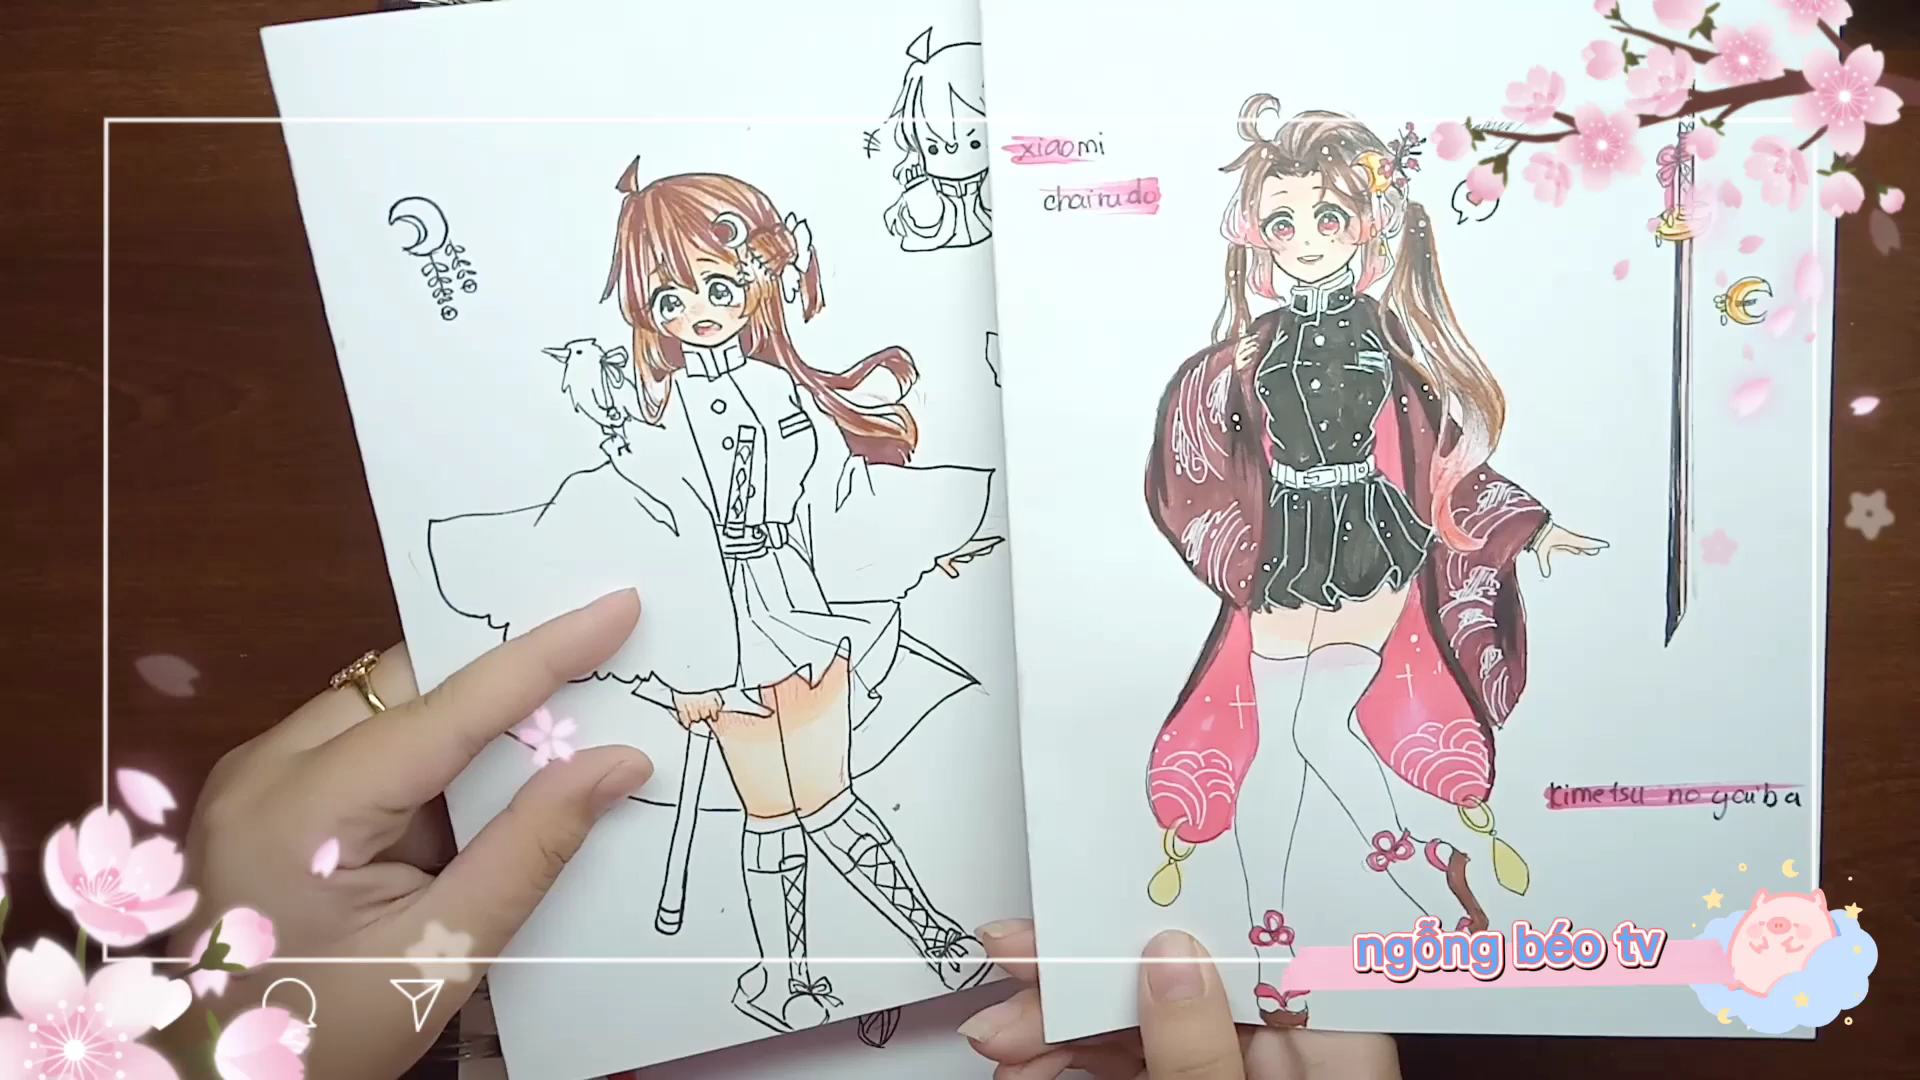 xiaomi
chairudo
kimetsu no yaiba
ngỗng béo tv